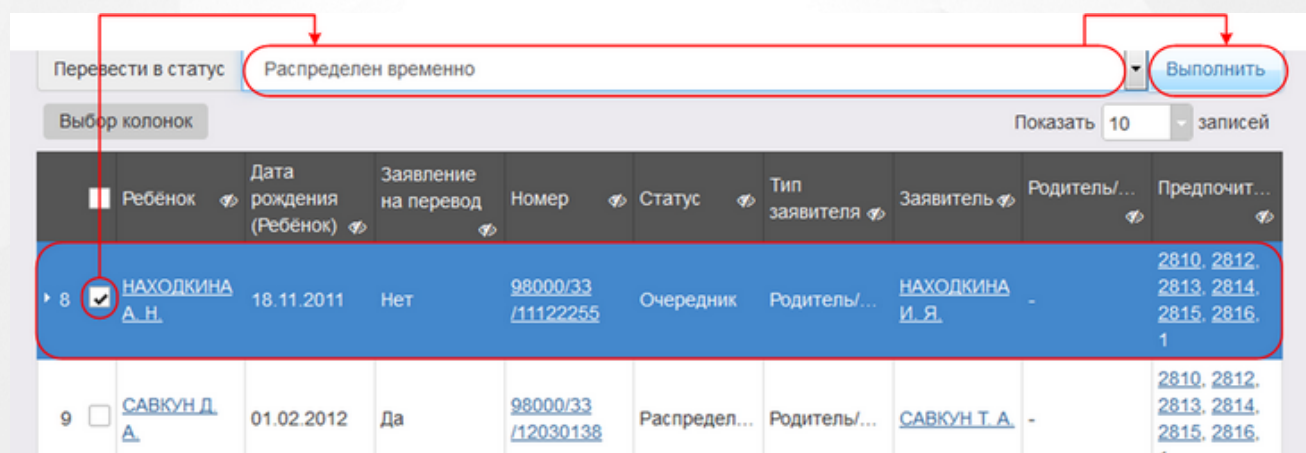 Перевести в статус Распределен временно Выполнить
Выбор колонок Показать 10 записей
Ребёнок Дата рождения (Ребёнок) Заявление на перевод Номер Статус Тип заявителя Заявитель Родитель/... Предпочит...
8 НАХОДКИНА А. Н. 18.11.2011 Нет 98000/33/11122255 Очередник Родитель/... НАХОДКИНА И. Я. - 2810, 2812, 2813, 2814, 2815, 2816, 1
9 САВКУН Д. А. 01.02.2012 Да 98000/33/12030138 Распредел... Родитель/... САВКУН Т. А. - 2810, 2812, 2813, 2814, 2815, 2816,